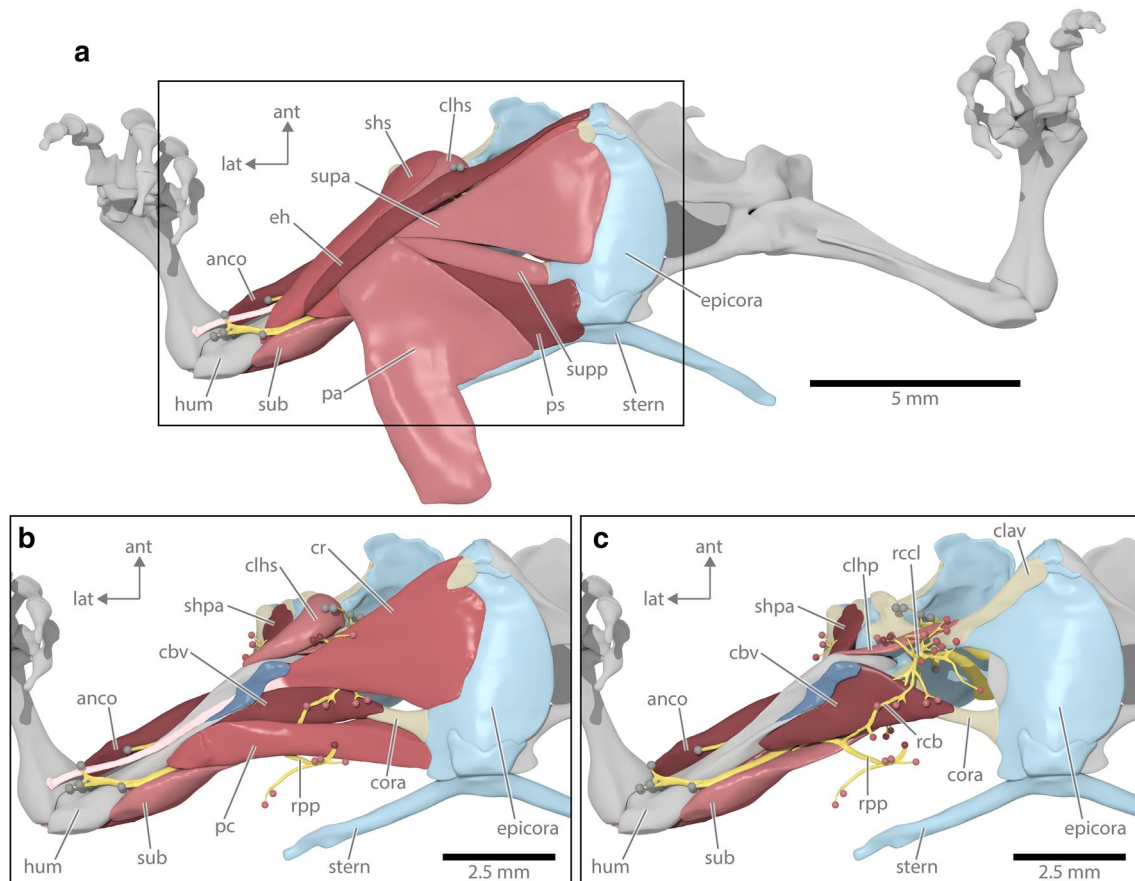 a
ant
lat
clhs
shs
supa
eh
anco
epicora
hum
sub
pa
ps
supp
stern
5 mm
b
ant
lat
cr
clhs
shpa
cbv
anco
cora
hum
sub
pc
rpp
stern
epicora
2.5 mm
c
ant
lat
clav
rccl
clhp
shpa
cbv
anco
rcb
cora
hum
sub
rpp
stern
epicora
2.5 mm